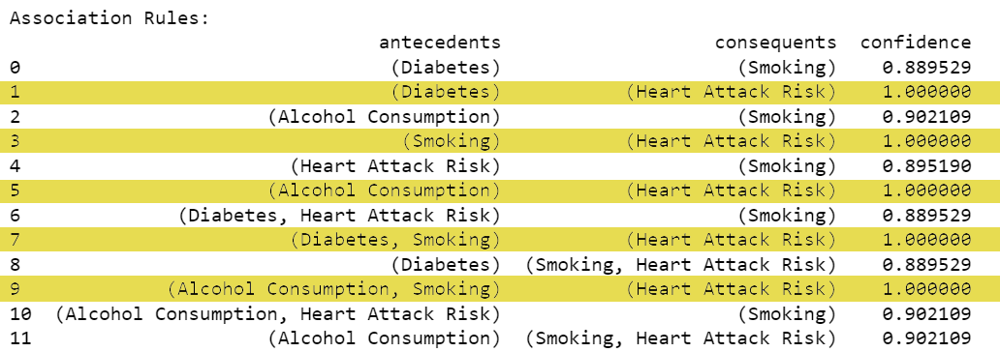 Association Rules:
antecedents consequents confidence
0 (Diabetes) (Smoking) 0.889529
1 (Diabetes) (Heart Attack Risk) 1.000000
2 (Alcohol Consumption) (Smoking) 0.902109
3 (Smoking) (Heart Attack Risk) 1.000000
4 (Heart Attack Risk) (Smoking) 0.895190
5 (Alcohol Consumption) (Heart Attack Risk) 1.000000
6 (Diabetes, Heart Attack Risk) (Smoking) 0.889529
7 (Diabetes, Smoking) (Heart Attack Risk) 1.000000
8 (Diabetes) (Smoking, Heart Attack Risk) 0.889529
9 (Alcohol Consumption, Smoking) (Heart Attack Risk) 1.000000
10 (Alcohol Consumption, Heart Attack Risk) (Smoking) 0.902109
11 (Alcohol Consumption) (Smoking, Heart Attack Risk) 0.902109